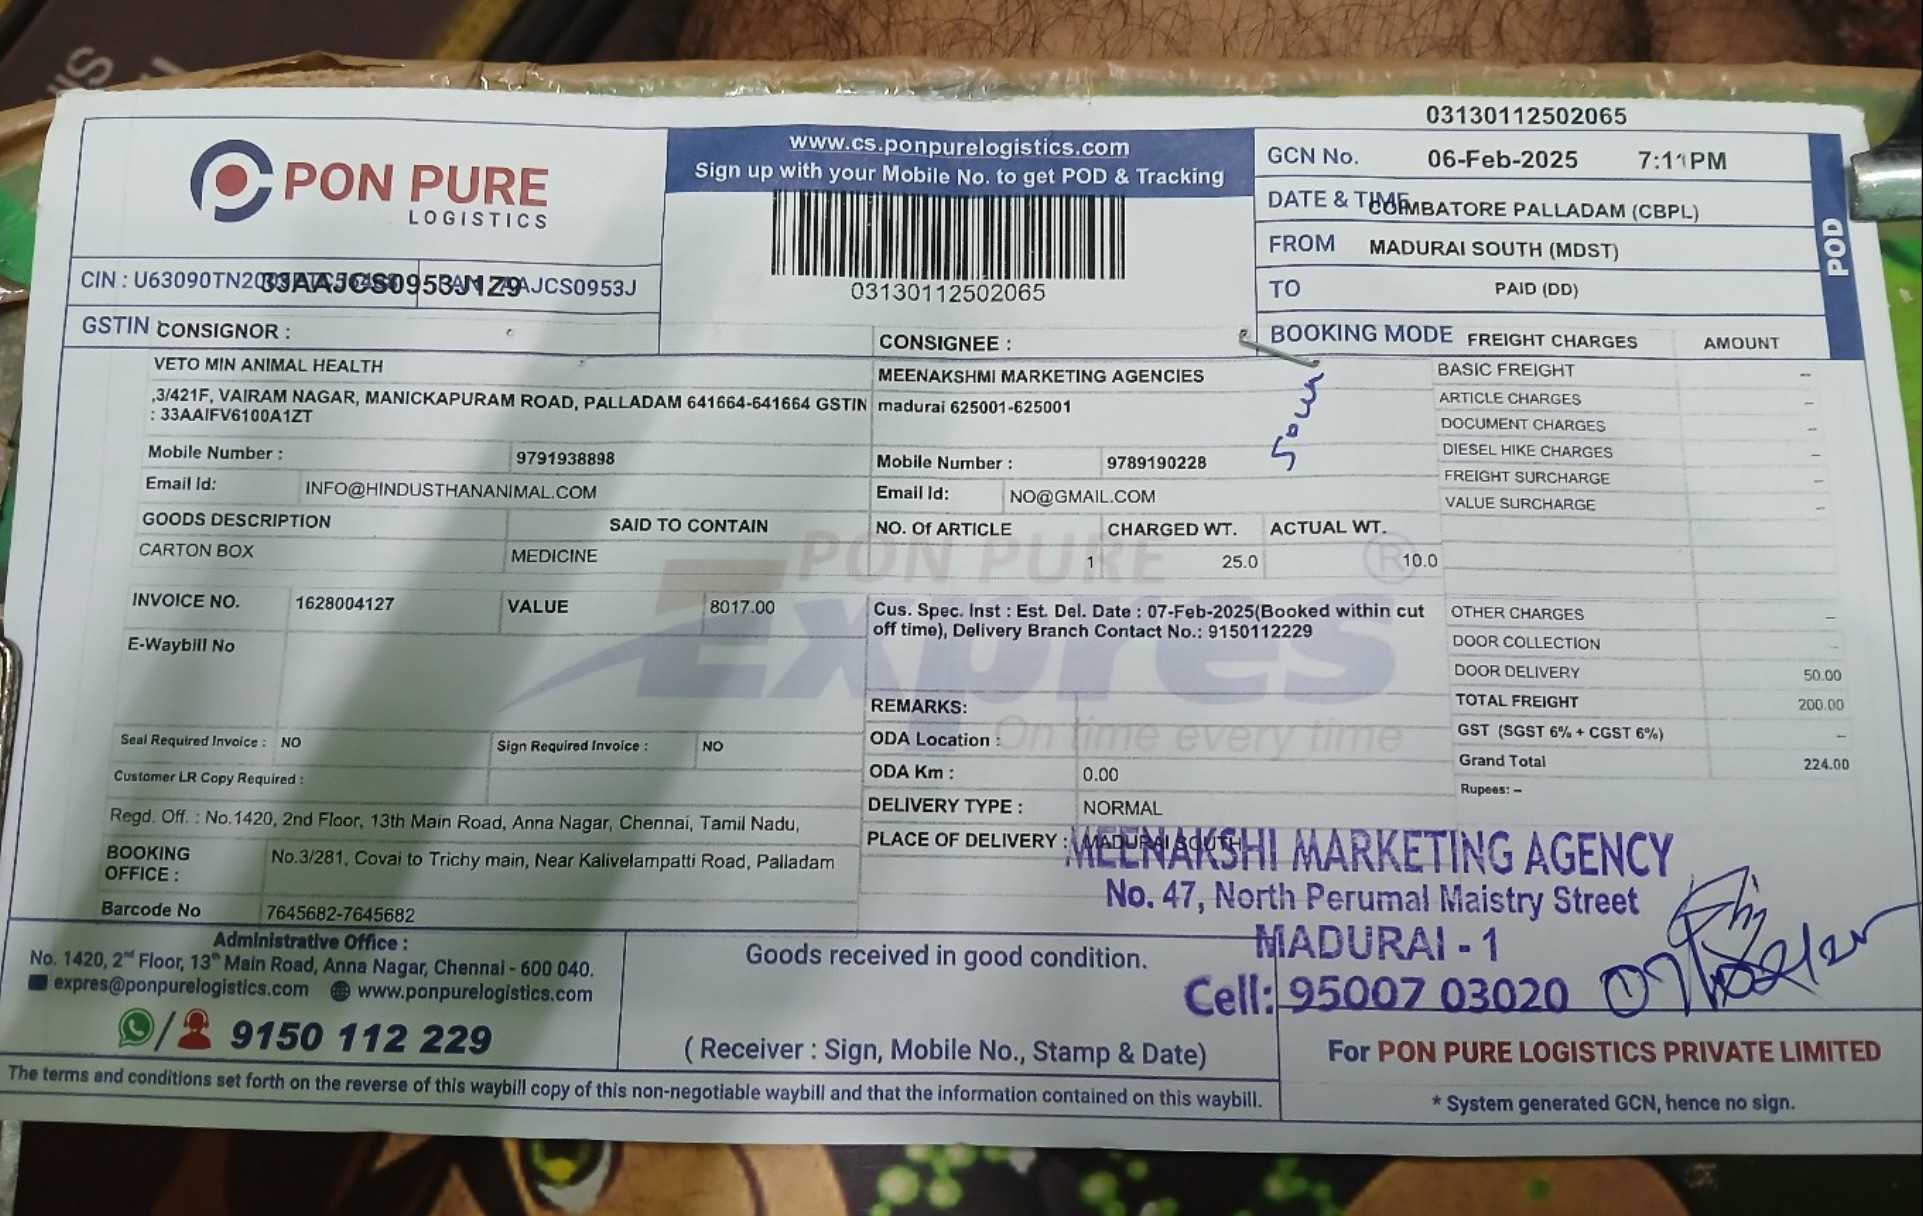 03130112502065
PON PURE
LOGISTICS
www.cs.ponpurelogistics.com
Sign up with your Mobile No. to get POD & Tracking
03130112502065
GCN No. 06-Feb-2025 7:11PM
DATE & TIME COIMBATORE PALLADAM (CBPL)
FROM MADURAI SOUTH (MDST)
TO PAID (DD)
BOOKING MODE
POD
CIN : 33AAJCS0953J1Z9
GSTIN
CONSIGNOR :
VETO MIN ANIMAL HEALTH
,3/421F, VAIRAM NAGAR, MANICKAPURAM ROAD, PALLADAM 641664-641664 GSTIN
: 33AAIFV6100A1ZT
Mobile Number : 9791938898
Email Id: INFO@HINDUSTHANANIMAL.COM
GOODS DESCRIPTION SAID TO CONTAIN
CARTON BOX MEDICINE
INVOICE NO. 1628004127 VALUE 8017.00
E-Waybill No
Seal Required Invoice : NO Sign Required Invoice : NO
Customer LR Copy Required :
Regd. Off. : No.1420, 2nd Floor, 13th Main Road, Anna Nagar, Chennai, Tamil Nadu,
BOOKING
OFFICE : No.3/281, Covai to Trichy main, Near Kalivelampatti Road, Palladam
Barcode No 7645682-7645682
CONSIGNEE :
MEENAKSHMI MARKETING AGENCIES
madurai 625001-625001
Mobile Number : 9789190228
Email Id: NO@GMAIL.COM
NO. Of ARTICLE CHARGED WT. ACTUAL WT.
1 25.0 10.0
PON PURE ®
Expres
On time every time
Cus. Spec. Inst : Est. Del. Date : 07-Feb-2025(Booked within cut
off time), Delivery Branch Contact No.: 9150112229
REMARKS:
ODA Location :
ODA Km : 0.00
DELIVERY TYPE : NORMAL
PLACE OF DELIVERY : MADURAI SOUTH
FREIGHT CHARGES AMOUNT
BASIC FREIGHT –
ARTICLE CHARGES –
DOCUMENT CHARGES –
DIESEL HIKE CHARGES –
FREIGHT SURCHARGE –
VALUE SURCHARGE –
OTHER CHARGES –
DOOR COLLECTION –
DOOR DELIVERY 50.00
TOTAL FREIGHT 200.00
GST (SGST 6% + CGST 6%) –
Grand Total 224.00
Rupees: –
MEENAKSHI MARKETING AGENCY
No. 47, North Perumal Maistry Street
MADURAI - 1
Cell: 95007 03020
Administrative Office :
No. 1420, 2nd Floor, 13th Main Road, Anna Nagar, Chennai - 600 040.
expres@ponpurelogistics.com www.ponpurelogistics.com
9150 112 229
Goods received in good condition.
( Receiver : Sign, Mobile No., Stamp & Date)
For PON PURE LOGISTICS PRIVATE LIMITED
* System generated GCN, hence no sign.
The terms and conditions set forth on the reverse of this waybill copy of this non-negotiable waybill and that the information contained on this waybill.